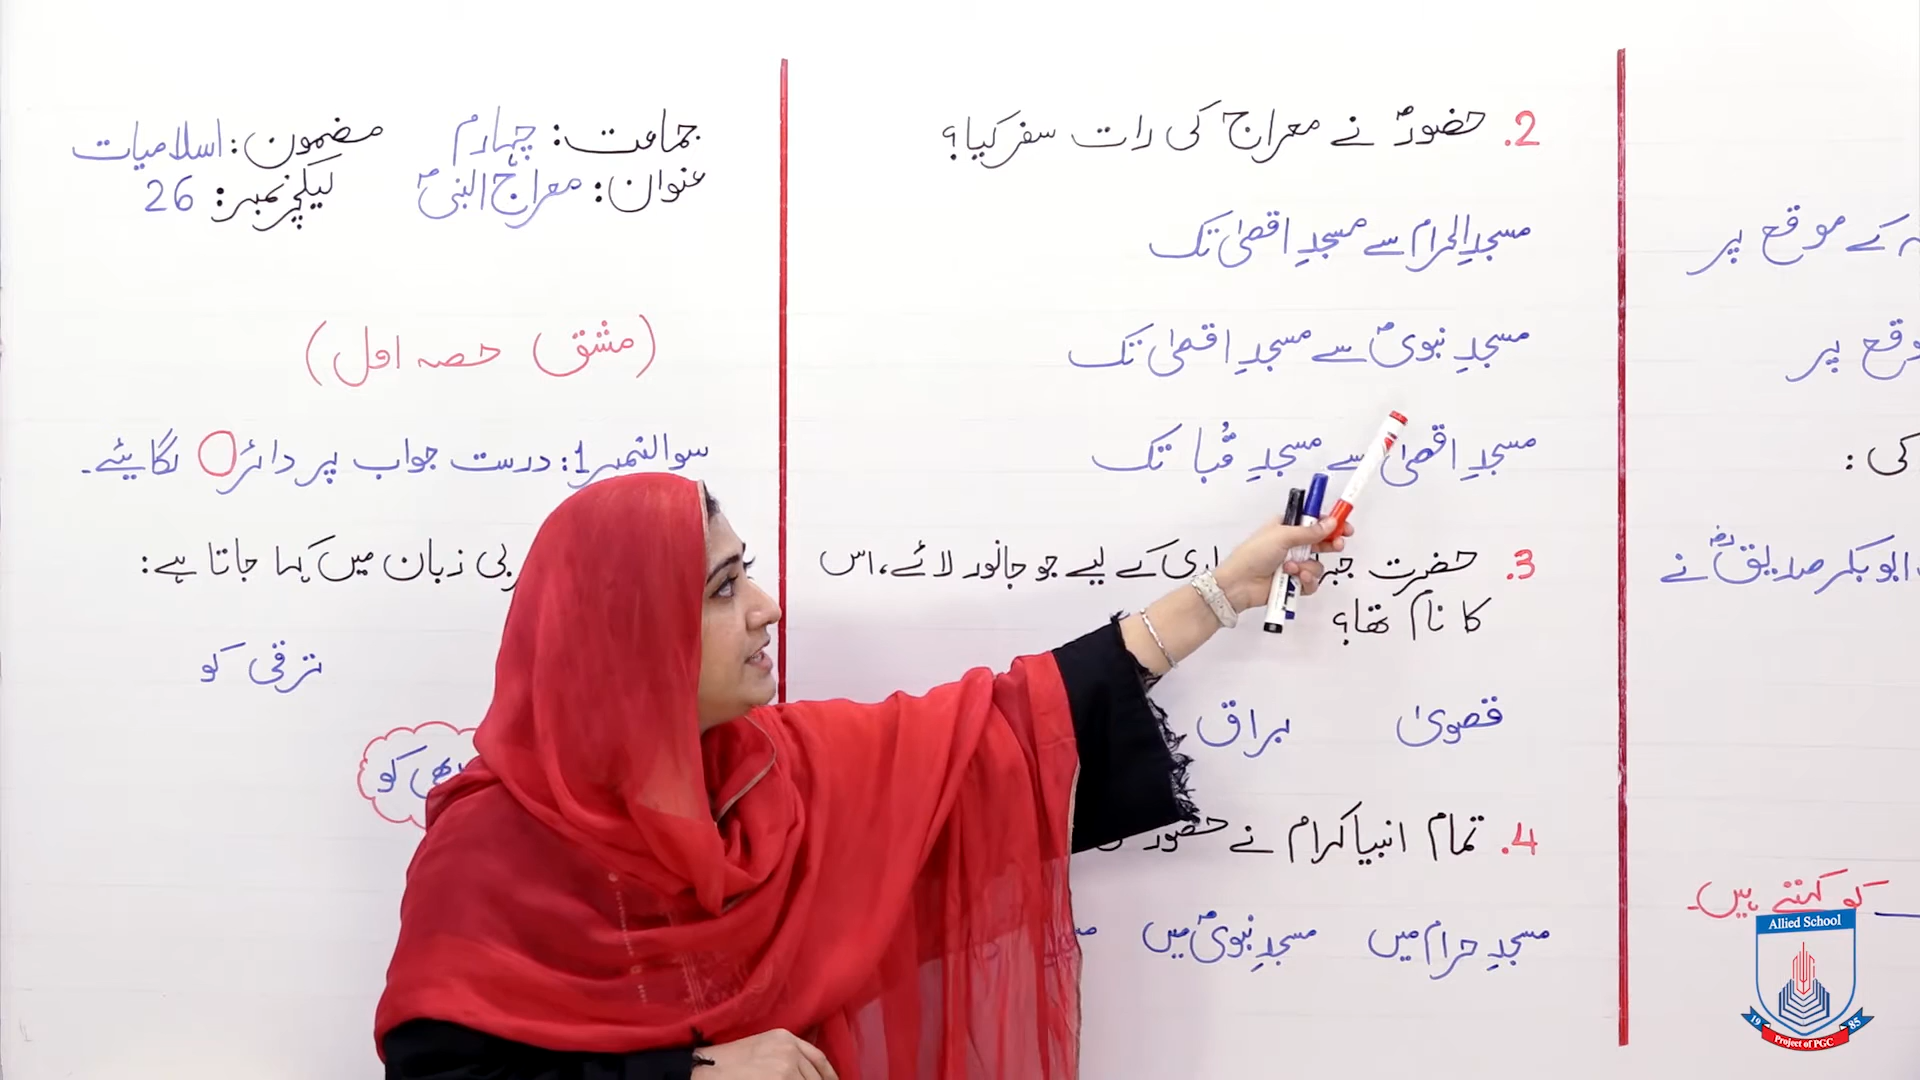 جماعت: چہارم
مضمون: اسلامیات
عنوان: معراج النبیؐ
لیکچر نمبر: 26
(مشق حصہ اول)
سوال نمبر 1: درست جواب پر دائرہ لگائیے۔
زبان میں کہا جاتا ہے:
ترقی کو
کو
2. حضورؐ نے معراج کی رات سفر کیا؟
مسجدِ الحرام سے مسجدِ اقصیٰ تک
مسجدِ نبویؐ سے مسجدِ اقصیٰ تک
مسجدِ اقصیٰ سے مسجدِ قُبا تک
3. حضرت کے لیے جو جانور لائے، اس
کا نام تھا؟
قصویٰ براق
4. تمام انبیا کرام نے حضور
مسجدِ حرام میں مسجدِ نبویؐ میں
کے موقع پر
پر
کی:
ابوبکر صدیقؓ نے
کو کہتے ہیں۔
Allied School
19 85
Project of PGC